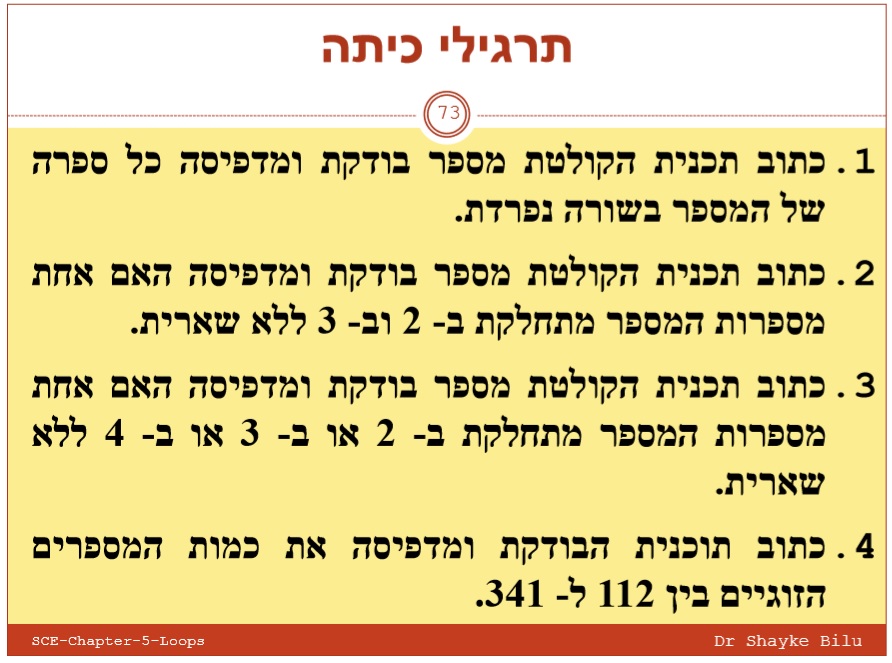 תרגילי כיתה
73
1. כתוב תכנית הקולטת מספר בודקת ומדפיסה כל ספרה
של המספר בשורה נפרדת.
2. כתוב תכנית הקולטת מספר בודקת ומדפיסה האם אחת
מספרות המספר מתחלקת ב- 2 וב- 3 ללא שארית.
3. כתוב תכנית הקולטת מספר בודקת ומדפיסה האם אחת
מספרות המספר מתחלקת ב- 2 או ב- 3 או ב- 4 ללא
שארית.
4. כתוב תוכנית הבודקת ומדפיסה את כמות המספרים
הזוגיים בין 112 ל- 341.
SCE-Chapter-5-Loops
Dr Shayke Bilu